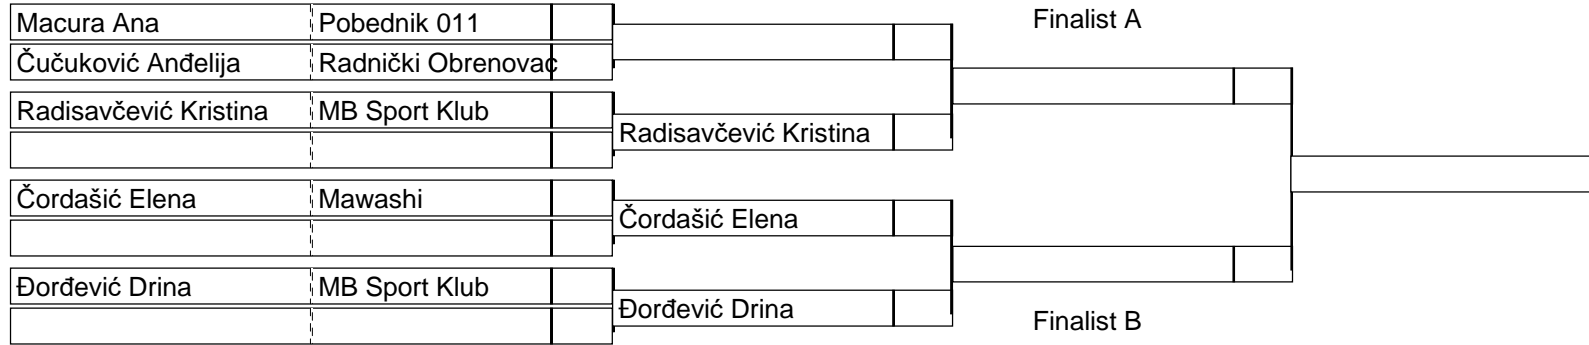 Macura Ana Pobednik 011
Čučuković Anđelija Radnički Obrenovac
Radisavčević Kristina MB Sport Klub
Čordašić Elena Mawashi
Đorđević Drina MB Sport Klub
Radisavčević Kristina
Čordašić Elena
Đorđević Drina
Finalist A
Finalist B